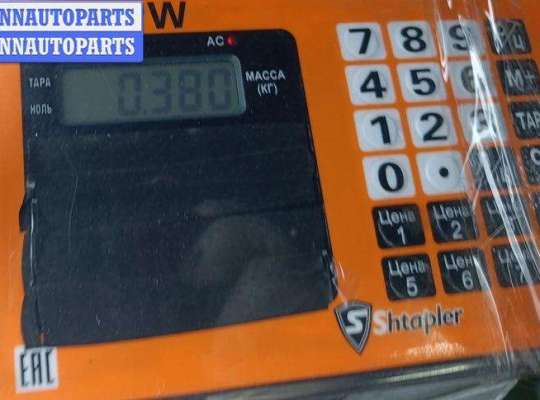 NNAUTOPARTS
NNAUTOPARTS
W
AC
ТАРА
НОЛЬ
0.380
МАССА
(КГ)
7 8 9
4 5 6 M+
1 2 ТАР
0 .
Цена 1 Цена 2
Цена 5 Цена 6
S Shtapler
EAC